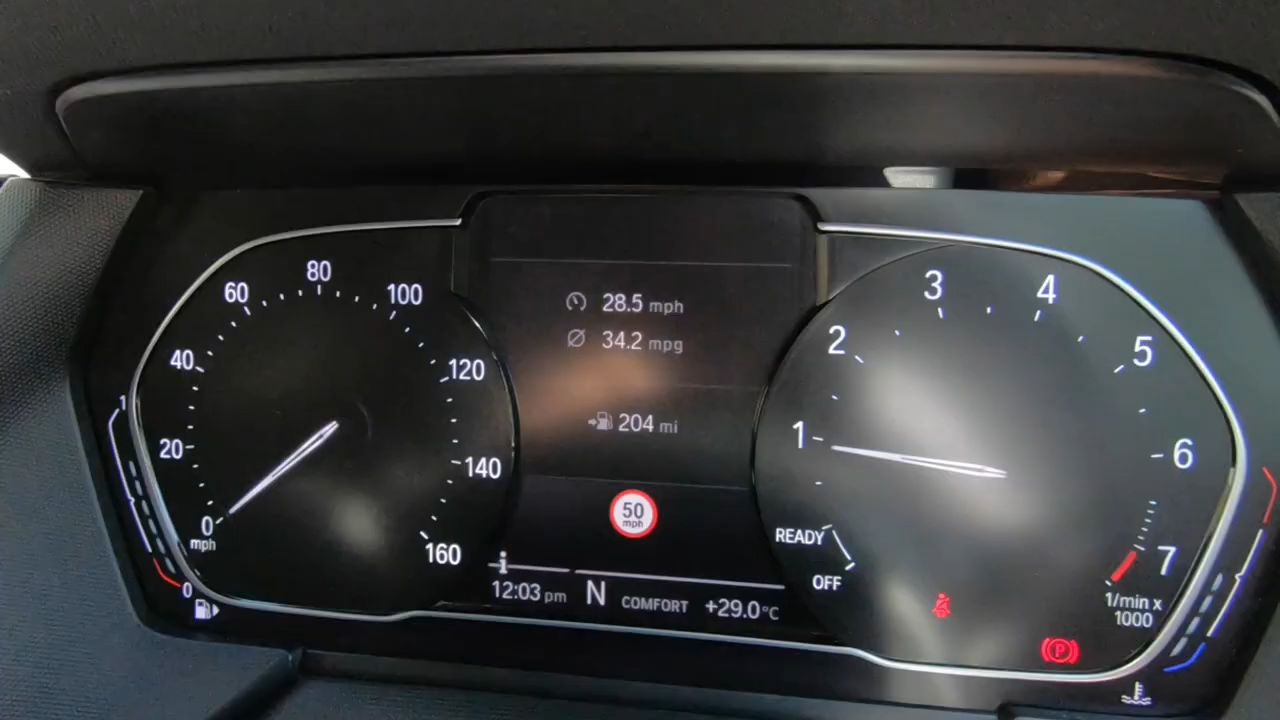 28.5 mph
34.2 mpg
204 mi
50
mph
12:03 pm N COMFORT +29.0°C
0 20 40 60 80 100 120 140 160
mph
1
0
1 2 3 4 5 6 7
READY
OFF
1/min x
1000
P